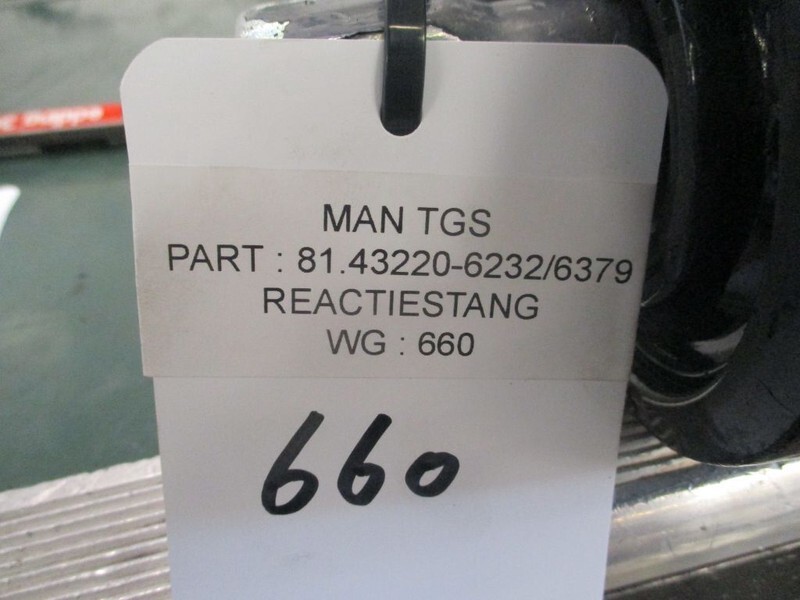 MAN TGS
PART : 81.43220-6232/6379
REACTIESTANG
WG : 660
660